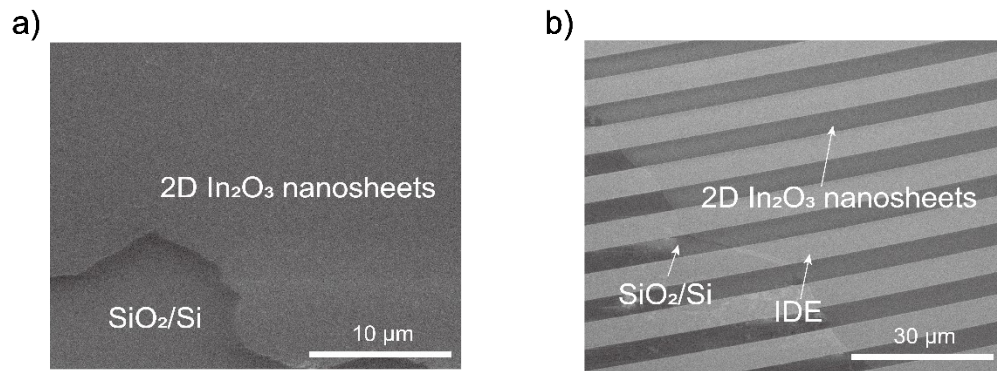 a)
2D In₂O₃ nanosheets
SiO₂/Si
10 µm
b)
2D In₂O₃ nanosheets
SiO₂/Si
IDE
30 µm